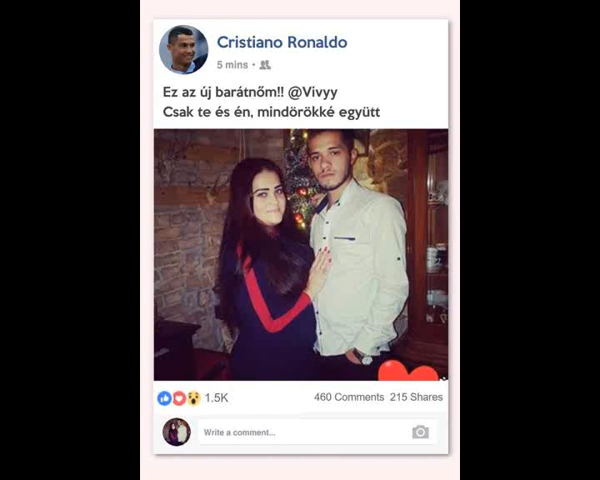 Cristiano Ronaldo
5 mins •
Ez az új barátnőm!! @Vivyy
Csak te és én, mindörökké együtt
1.5K 460 Comments 215 Shares
Write a comment...